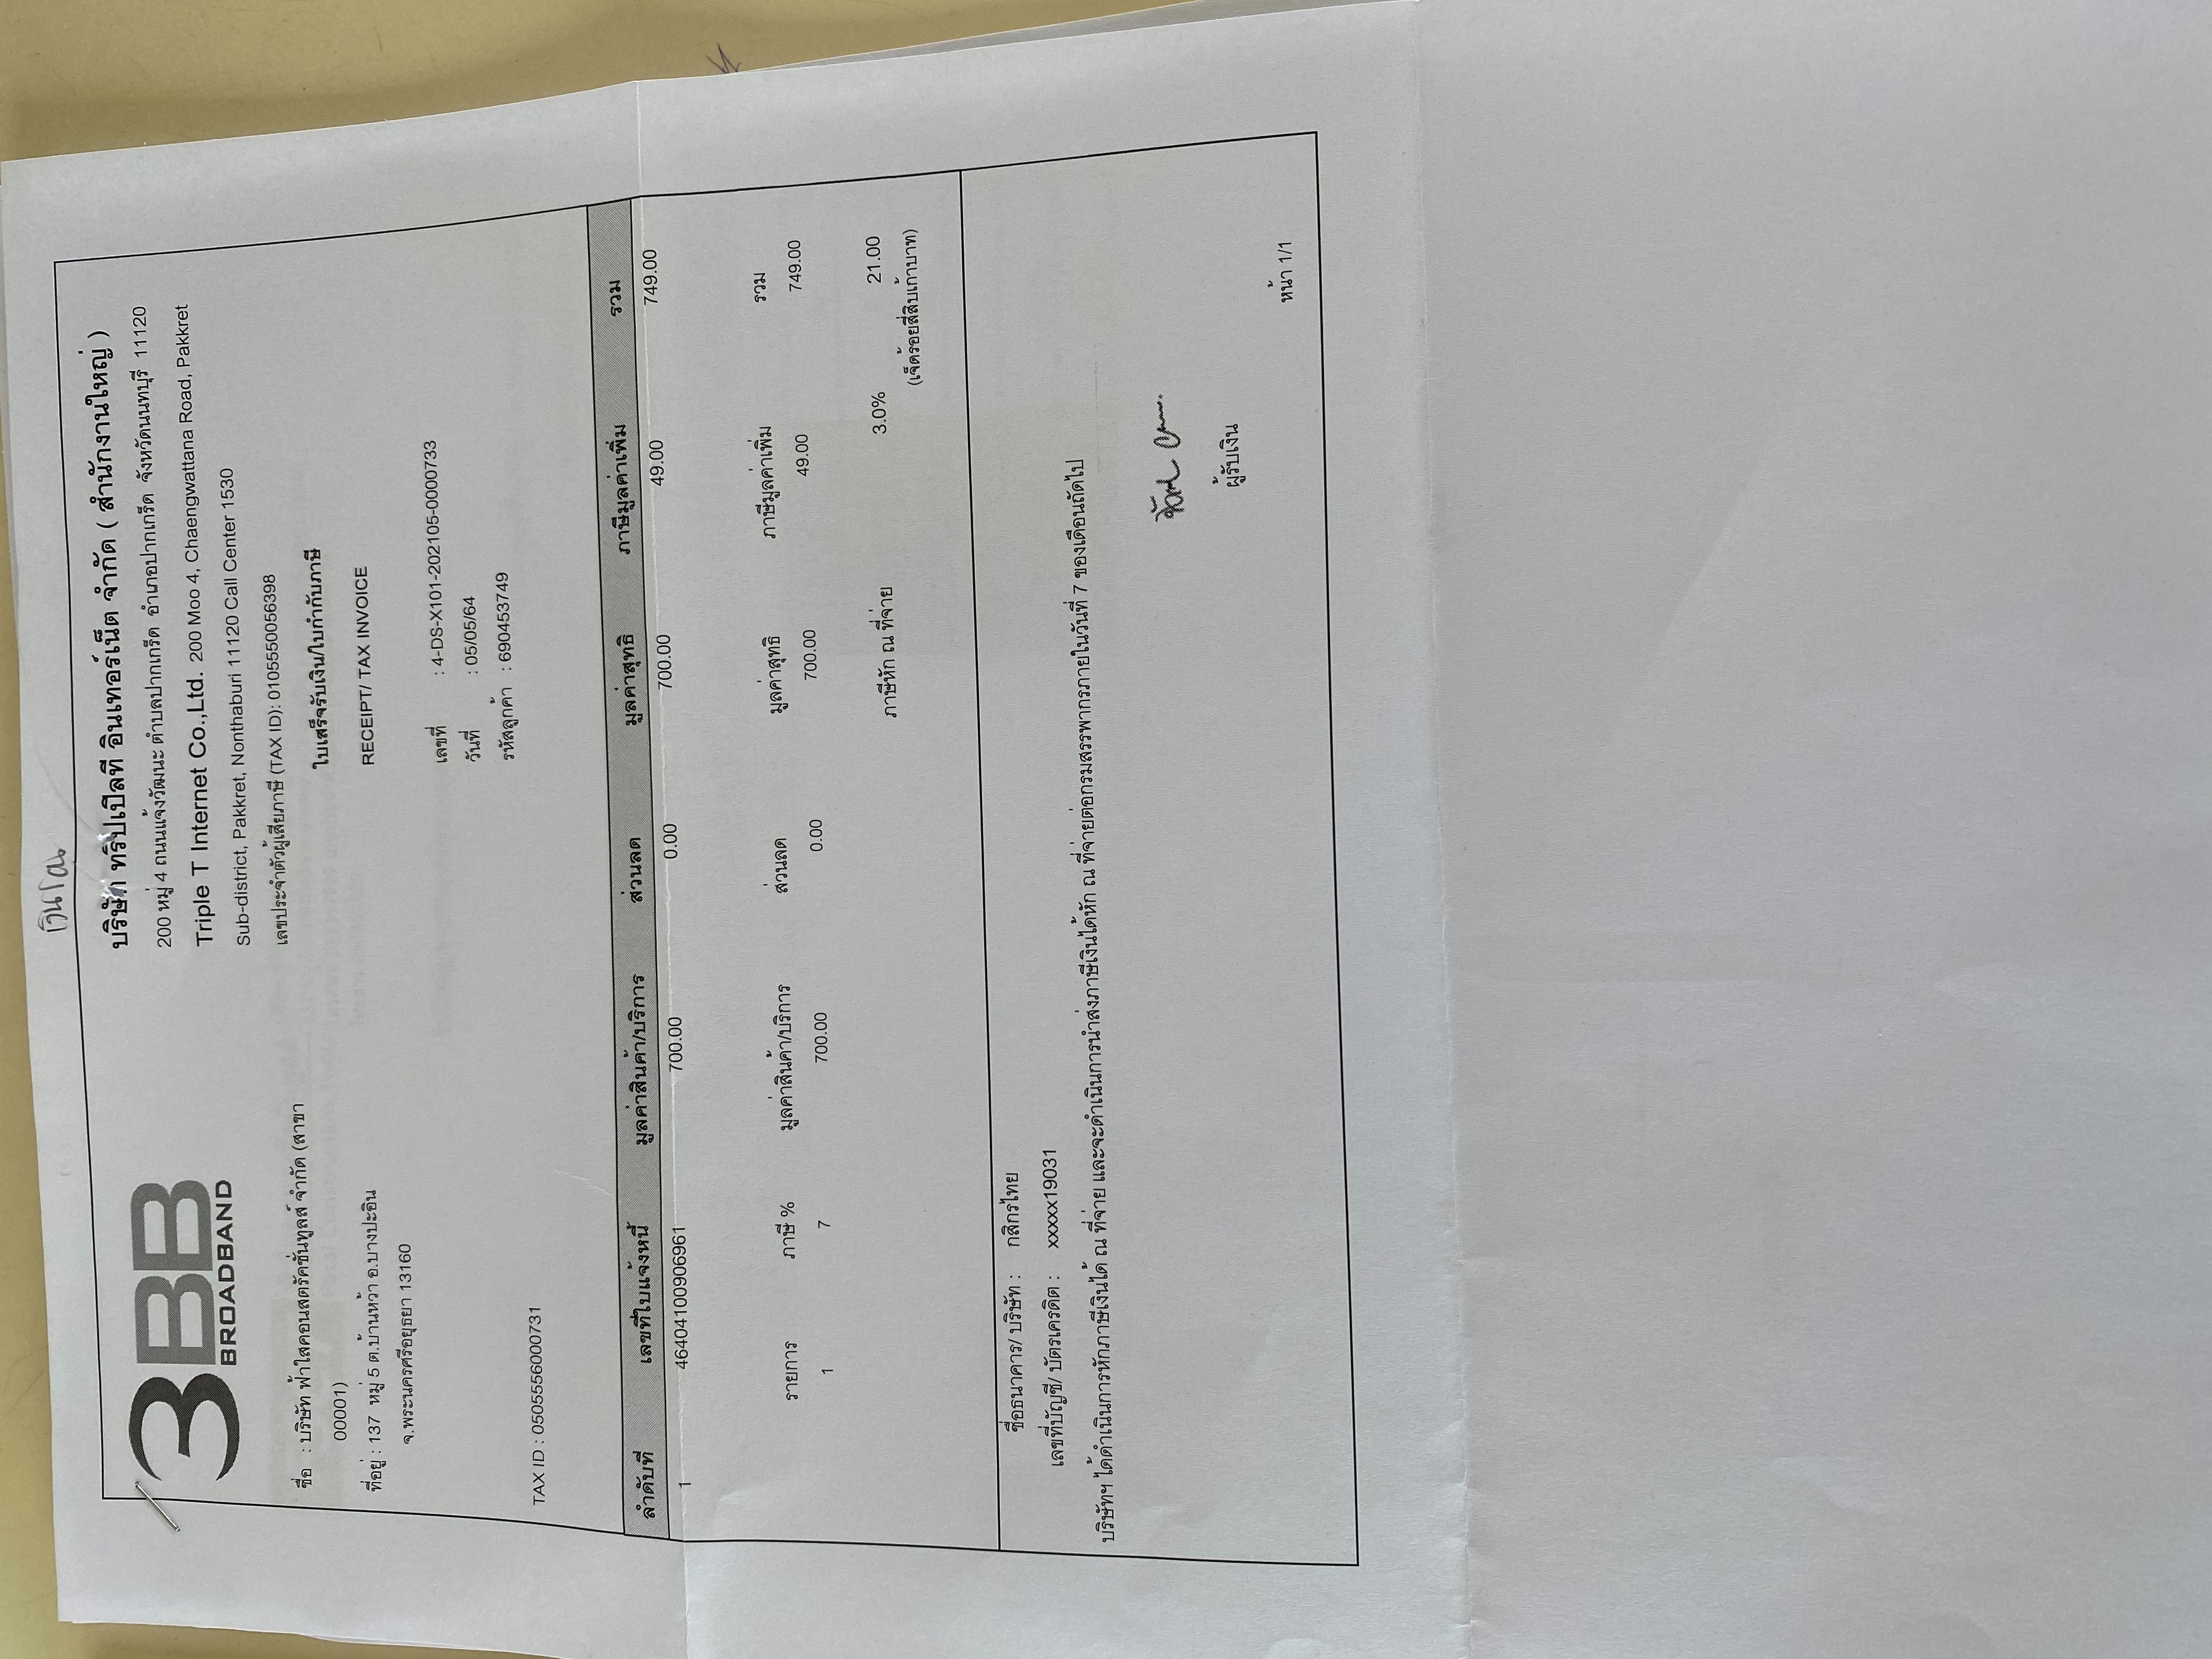 เงินโอน
3BB
BROADBAND
บริษัท ทริปเปิลที อินเทอร์เน็ต จำกัด ( สำนักงานใหญ่ )
200 หมู่ 4 ถนนแจ้งวัฒนะ ตำบลปากเกร็ด อำเภอปากเกร็ด จังหวัดนนทบุรี 11120
Triple T Internet Co.,Ltd. 200 Moo 4, Chaengwattana Road, Pakkret
Sub-district, Pakkret, Nonthaburi 11120 Call Center 1530
เลขประจำตัวผู้เสียภาษี (TAX ID): 0105550056398
ชื่อ : บริษัท ฟ้าใสคอนสตรัคชั่นทูลส์ จำกัด (สาขา
00001)
ที่อยู่ : 137 หมู่ 5 ต.บ้านหว้า อ.บางปะอิน
จ.พระนครศรีอยุธยา 13160
ใบเสร็จรับเงิน/ใบกำกับภาษี
RECEIPT/ TAX INVOICE
เลขที่ : 4-DS-X101-202105-0000733
วันที่ : 05/05/64
รหัสลูกค้า : 690453749
TAX ID : 0505556000731
ลำดับที่ เลขที่ใบแจ้งหนี้ มูลค่าสินค้า/บริการ ส่วนลด มูลค่าสุทธิ ภาษีมูลค่าเพิ่ม รวม
1 46404100906961 700.00 0.00 700.00 49.00 749.00
รายการ ภาษี % มูลค่าสินค้า/บริการ ส่วนลด มูลค่าสุทธิ ภาษีมูลค่าเพิ่ม รวม
1 7 700.00 0.00 700.00 49.00 749.00
ภาษีหัก ณ ที่จ่าย 3.0% 21.00
(เจ็ดร้อยสี่สิบเก้าบาท)
ชื่อธนาคาร/ บริษัท : กสิกรไทย
เลขที่บัญชี/ บัตรเครดิต : xxxxx19031
บริษัทฯ ได้ดำเนินการหักภาษีเงินได้ ณ ที่จ่าย และจะดำเนินการนำส่งภาษีเงินได้หัก ณ ที่จ่ายต่อกรมสรรพากรภายในวันที่ 7 ของเดือนถัดไป
ผู้รับเงิน
หน้า 1/1